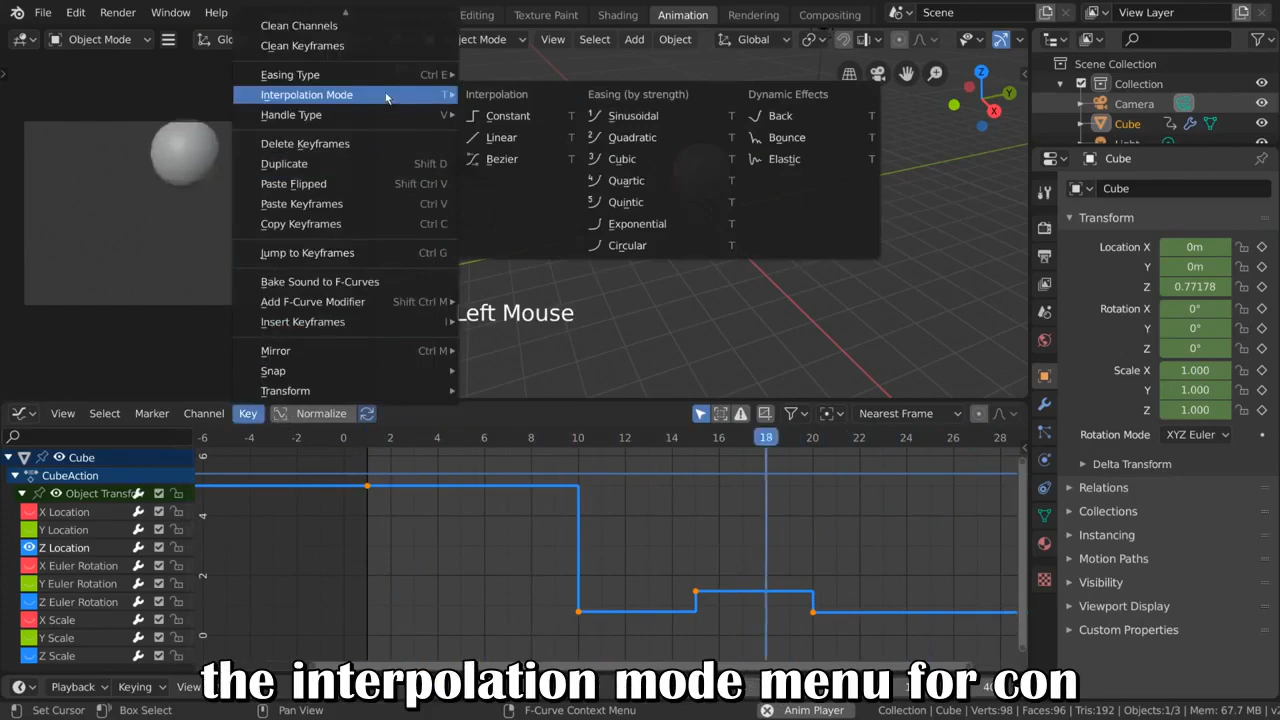 File Edit Render Window Help Editing Texture Paint Shading Animation Rendering Compositing Scene View Layer
Object Mode Object Mode View Select Add Object Global
Clean Channels
Clean Keyframes
Easing Type Ctrl E
Interpolation Mode T
Handle Type V
Delete Keyframes
Duplicate Shift D
Paste Flipped Shift Ctrl V
Paste Keyframes Ctrl V
Copy Keyframes Ctrl C
Jump to Keyframes Ctrl G
Bake Sound to F-Curves
Add F-Curve Modifier Shift Ctrl M
Insert Keyframes I
Mirror Ctrl M
Snap
Transform
Interpolation
Constant T
Linear T
Bezier T
Easing (by strength)
Sinusoidal T
Quadratic T
Cubic T
Quartic T
Quintic T
Exponential T
Circular T
Dynamic Effects
Back T
Bounce T
Elastic T
Left Mouse
Z
Y
X
Scene Collection
Collection
Camera
Cube
Cube
Cube
Transform
Location X 0m
Y 0m
Z 0.77178
Rotation X 0°
Y 0°
Z 0°
Scale X 1.000
Y 1.000
Z 1.000
Rotation Mode XYZ Euler
Delta Transform
Relations
Collections
Instancing
Motion Paths
Visibility
Viewport Display
Custom Properties
View Select Marker Channel Key Normalize Nearest Frame
-6 -4 -2 0 2 4 6 8 10 12 14 15 18 20 22 24 26 28
Cube
CubeAction
Object Transfo
X Location
Y Location
Z Location
X Euler Rotation
Y Euler Rotation
Z Euler Rotation
X Scale
Y Scale
Z Scale
6
4
2
0
the interpolation mode menu for con
Playback Keying View
Set Cursor Box Select Pan View F-Curve Context Menu Anim Player Collection | Cube | Verts:98 | Faces:96 | Tris:192 | Objects:1/3 | Mem: 67.7 MB